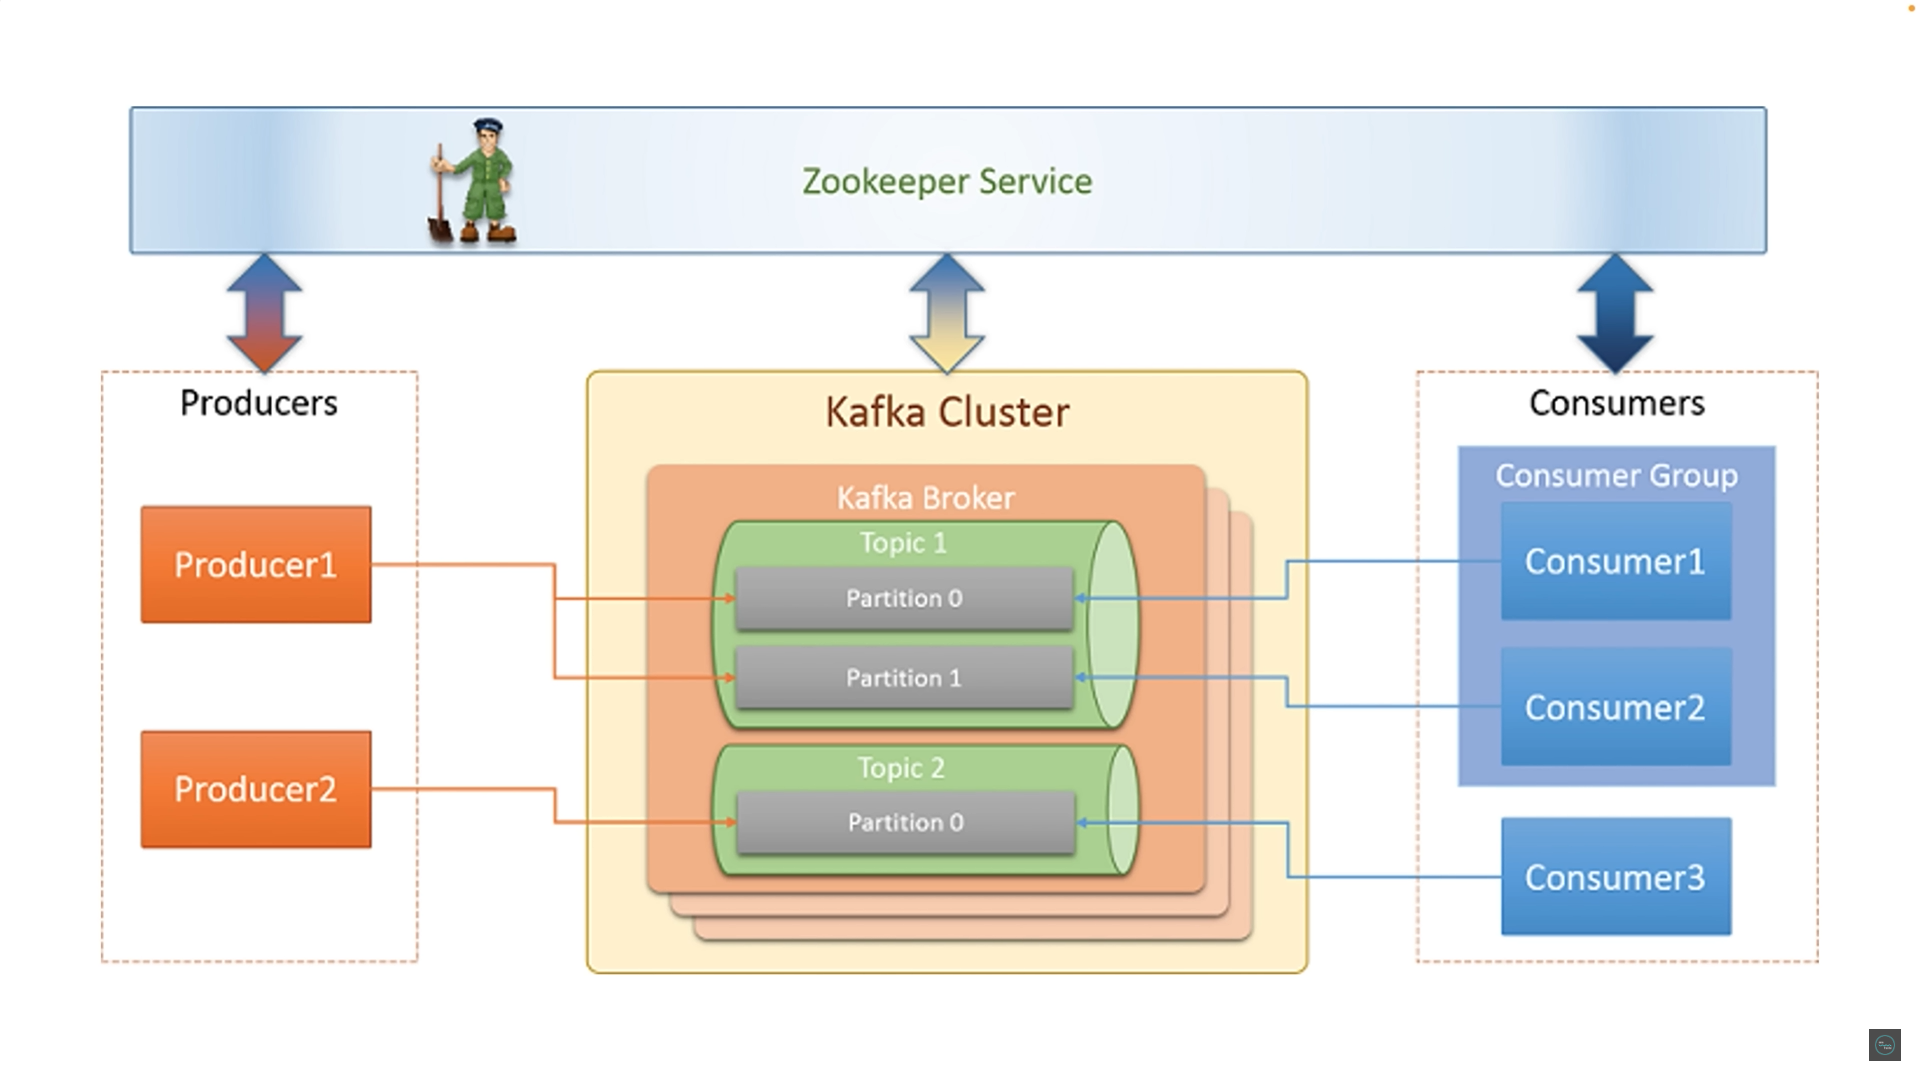 Zookeeper Service
Producers
Producer1
Producer2
Kafka Cluster
Kafka Broker
Topic 1
Partition 0
Partition 1
Topic 2
Partition 0
Consumers
Consumer Group
Consumer1
Consumer2
Consumer3